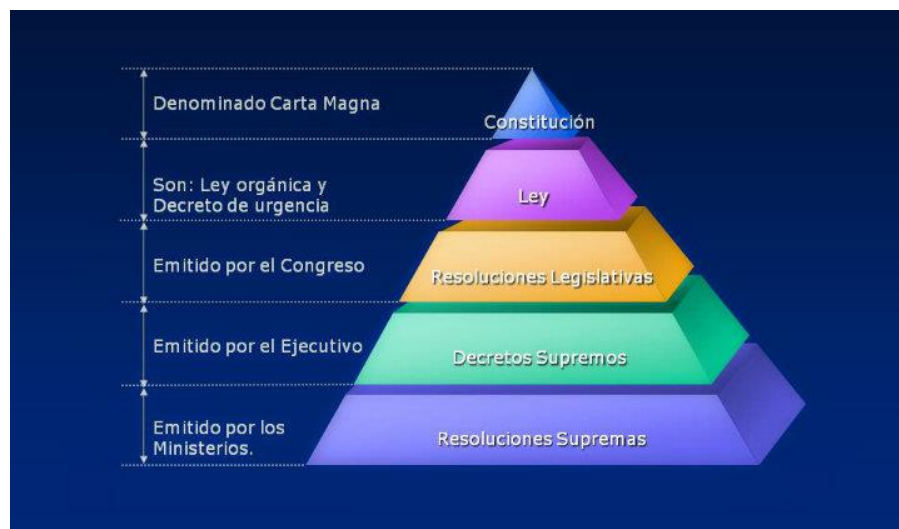 Denominado Carta Magna
Constitución
Son: Ley orgánica y
Decreto de urgencia
Ley
Emitido por el Congreso
Resoluciones Legislativas
Emitido por el Ejecutivo
Decretos Supremos
Emitido por los
Ministerios.
Resoluciones Supremas